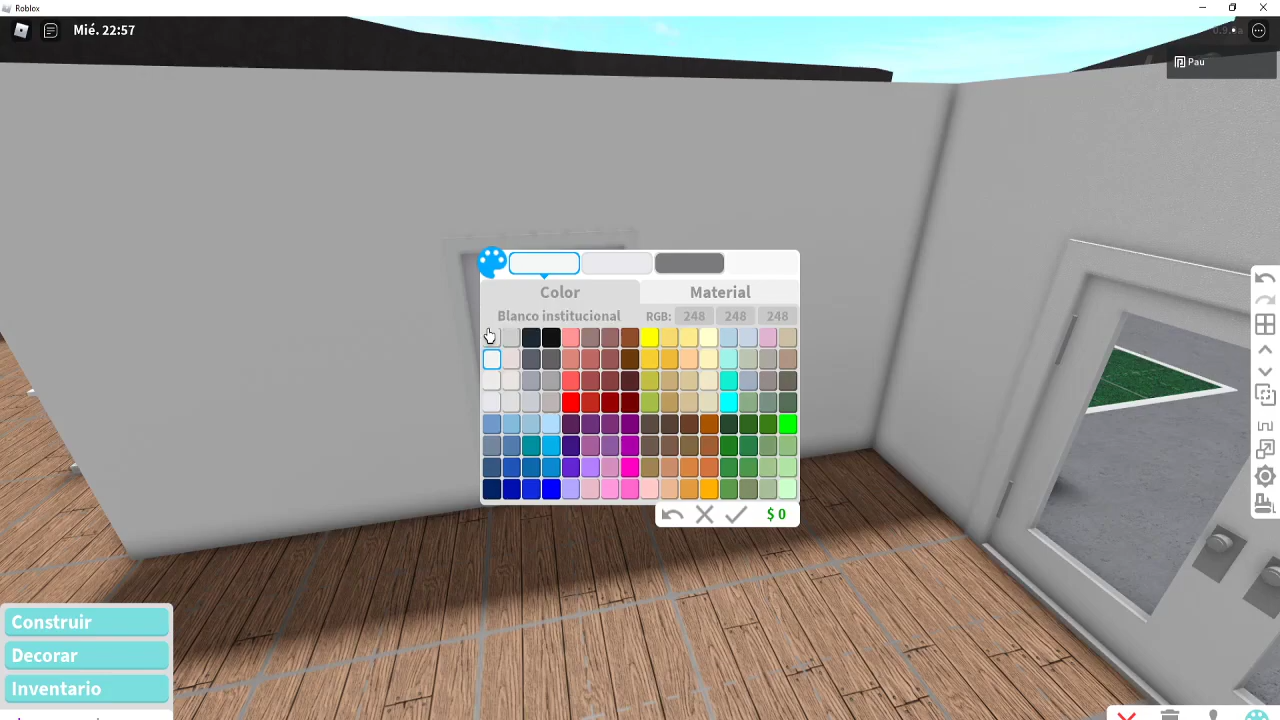 Roblox
Mié. 22:57
Pau
Color
Material
Blanco institucional
RGB: 248 248 248
$ 0
Construir
Decorar
Inventario